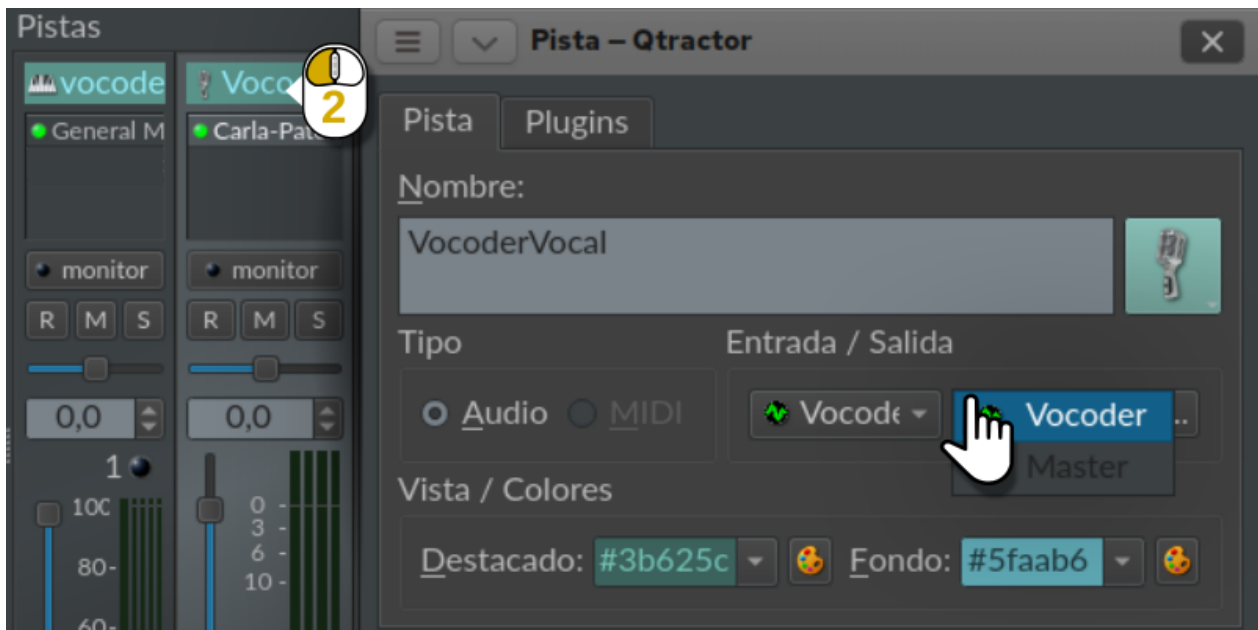 Pistas
vocode
Voco
2
General M
Carla-Pat
monitor
monitor
R M S
R M S
0,0
0,0
1
100
80-
60-
0 -
3 -
6 -
10 -
Pista – Qtractor
Pista
Plugins
Nombre:
VocoderVocal
Tipo
Entrada / Salida
Audio
MIDI
Vocode
Vocoder
..
Master
Vista / Colores
Destacado: #3b625c
Fondo: #5faab6